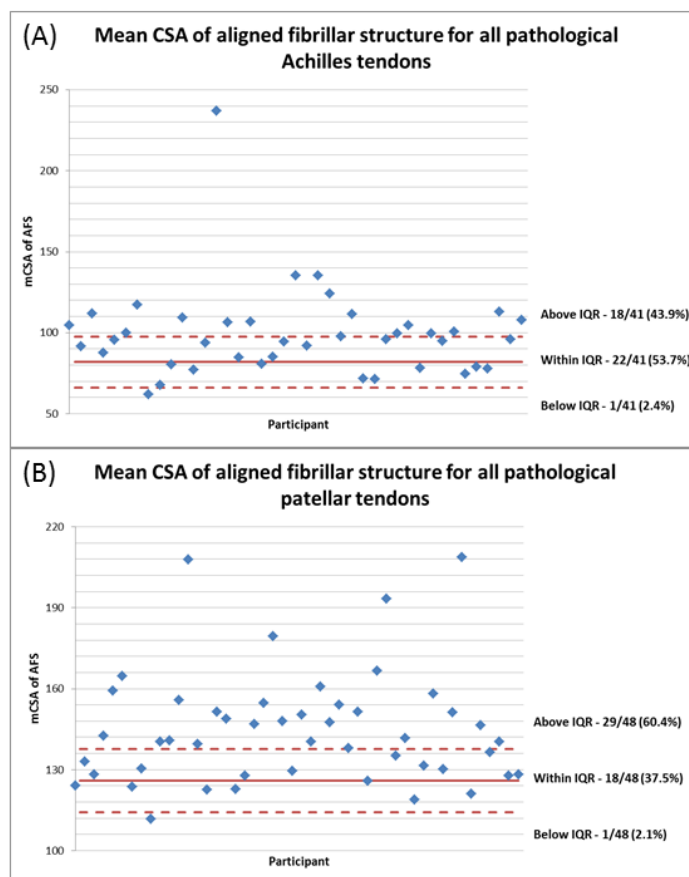 (A)
Mean CSA of aligned fibrillar structure for all pathological
Achilles tendons
250
200
150
100
50
mCSA of AFS
Participant
Above IQR - 18/41 (43.9%)
Within IQR - 22/41 (53.7%)
Below IQR - 1/41 (2.4%)
(B)
Mean CSA of aligned fibrillar structure for all pathological
patellar tendons
220
190
160
130
100
mCSA of AFS
Participant
Above IQR - 29/48 (60.4%)
Within IQR - 18/48 (37.5%)
Below IQR - 1/48 (2.1%)